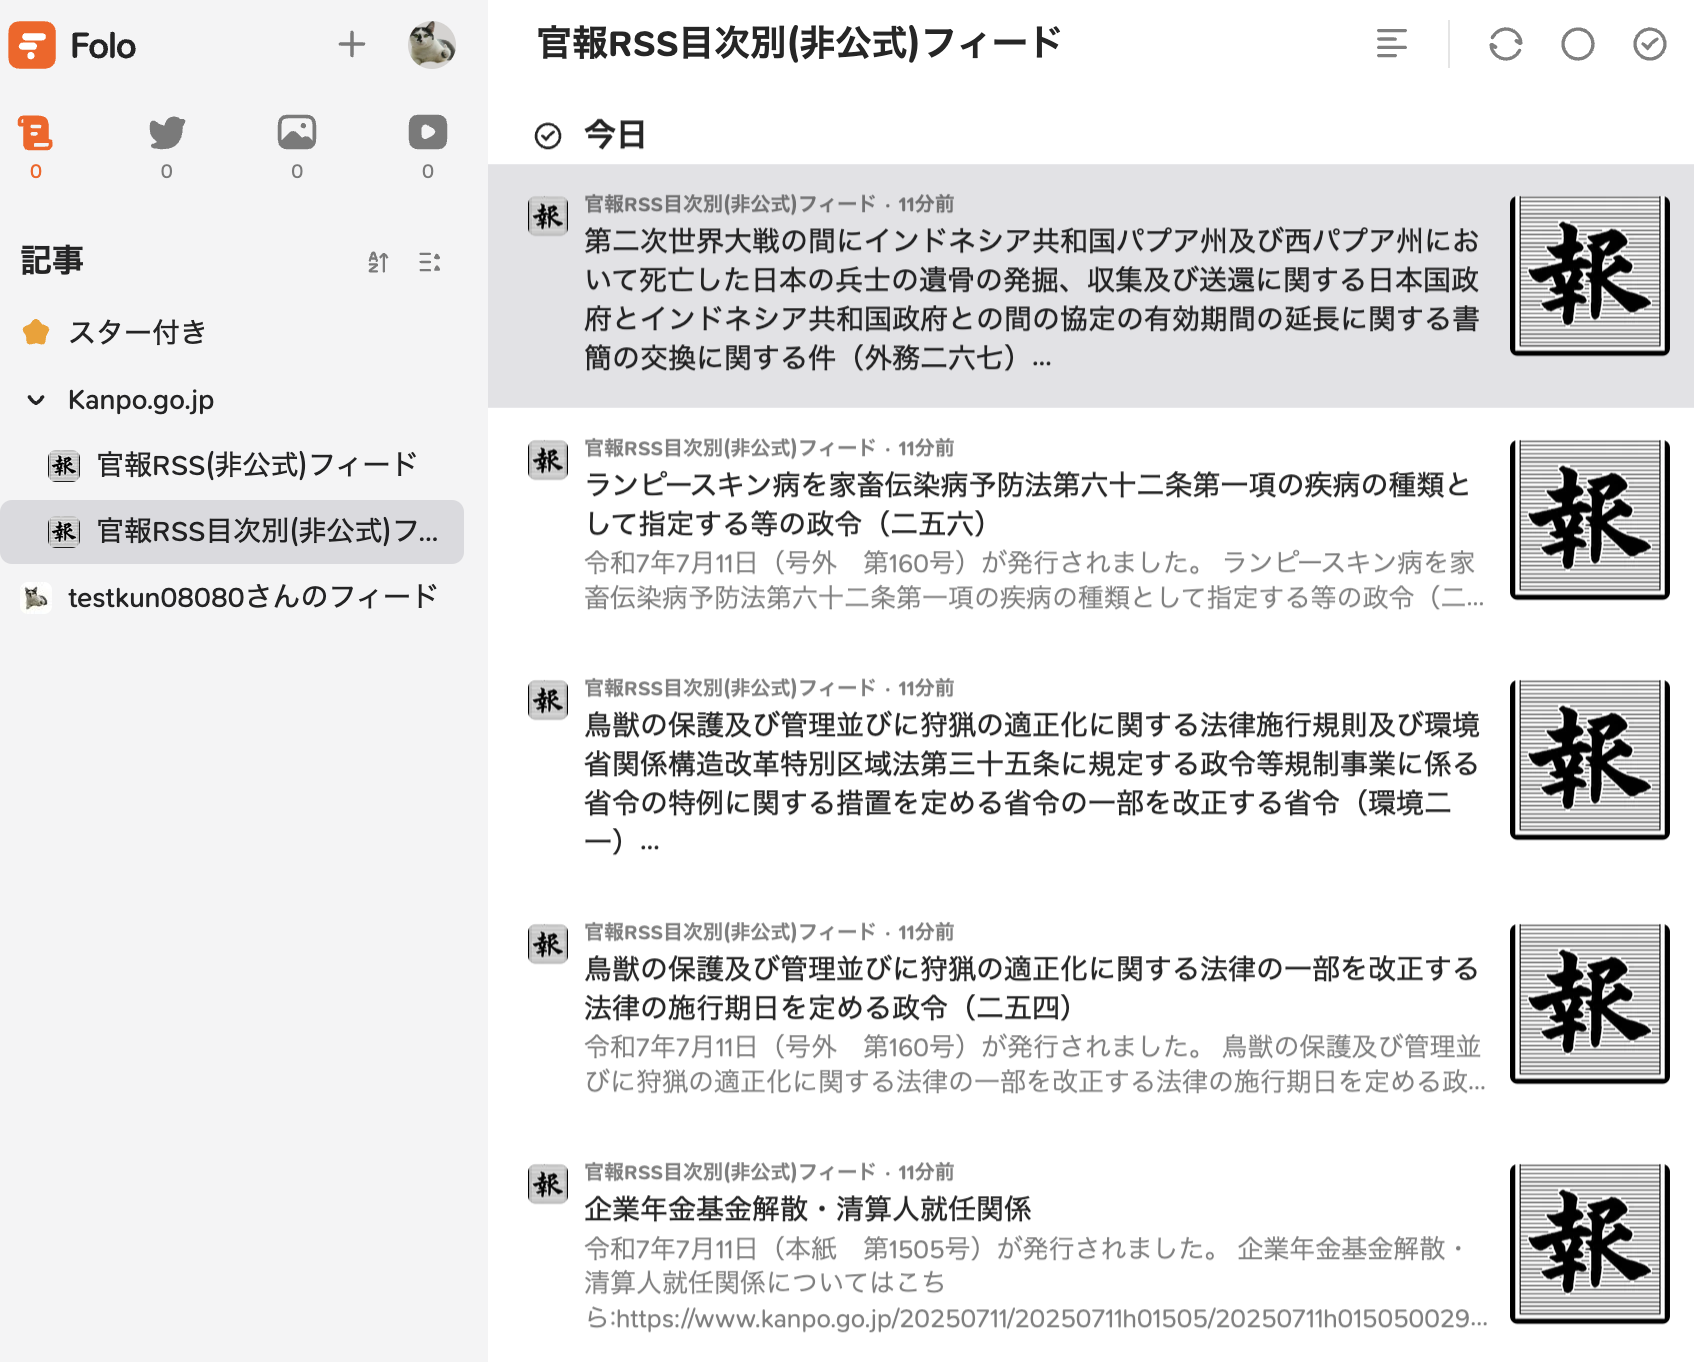 Folo
0
0
0
0
記事
スター付き
Kanpo.go.jp
官報RSS(非公式)フィード
官報RSS目次別(非公式)フ...
testkun08080さんのフィード
官報RSS目次別(非公式)フィード
今日
報
官報RSS目次別(非公式)フィード · 11分前
第二次世界大戦の間にインドネシア共和国パプア州及び西パプア州にお
いて死亡した日本の兵士の遺骨の発掘、収集及び送還に関する日本国政
府とインドネシア共和国政府との間の協定の有効期間の延長に関する書
簡の交換に関する件（外務二六七）...
報
報
官報RSS目次別(非公式)フィード · 11分前
ランピースキン病を家畜伝染病予防法第六十二条第一項の疾病の種類と
して指定する等の政令（二五六）
令和7年7月11日（号外　第160号）が発行されました。 ランピースキン病を家
畜伝染病予防法第六十二条第一項の疾病の種類として指定する等の政令（二...
報
報
官報RSS目次別(非公式)フィード · 11分前
鳥獣の保護及び管理並びに狩猟の適正化に関する法律施行規則及び環境
省関係構造改革特別区域法第三十五条に規定する政令等規制事業に係る
省令の特例に関する措置を定める省令の一部を改正する省令（環境二
一）...
報
報
官報RSS目次別(非公式)フィード · 11分前
鳥獣の保護及び管理並びに狩猟の適正化に関する法律の一部を改正する
法律の施行期日を定める政令（二五四）
令和7年7月11日（号外　第160号）が発行されました。 鳥獣の保護及び管理並
びに狩猟の適正化に関する法律の一部を改正する法律の施行期日を定める政...
報
報
官報RSS目次別(非公式)フィード · 11分前
企業年金基金解散・清算人就任関係
令和7年7月11日（本紙　第1505号）が発行されました。 企業年金基金解散・
清算人就任関係についてはこち
ら:https://www.kanpo.go.jp/20250711/20250711h01505/20250711h015050029...
報